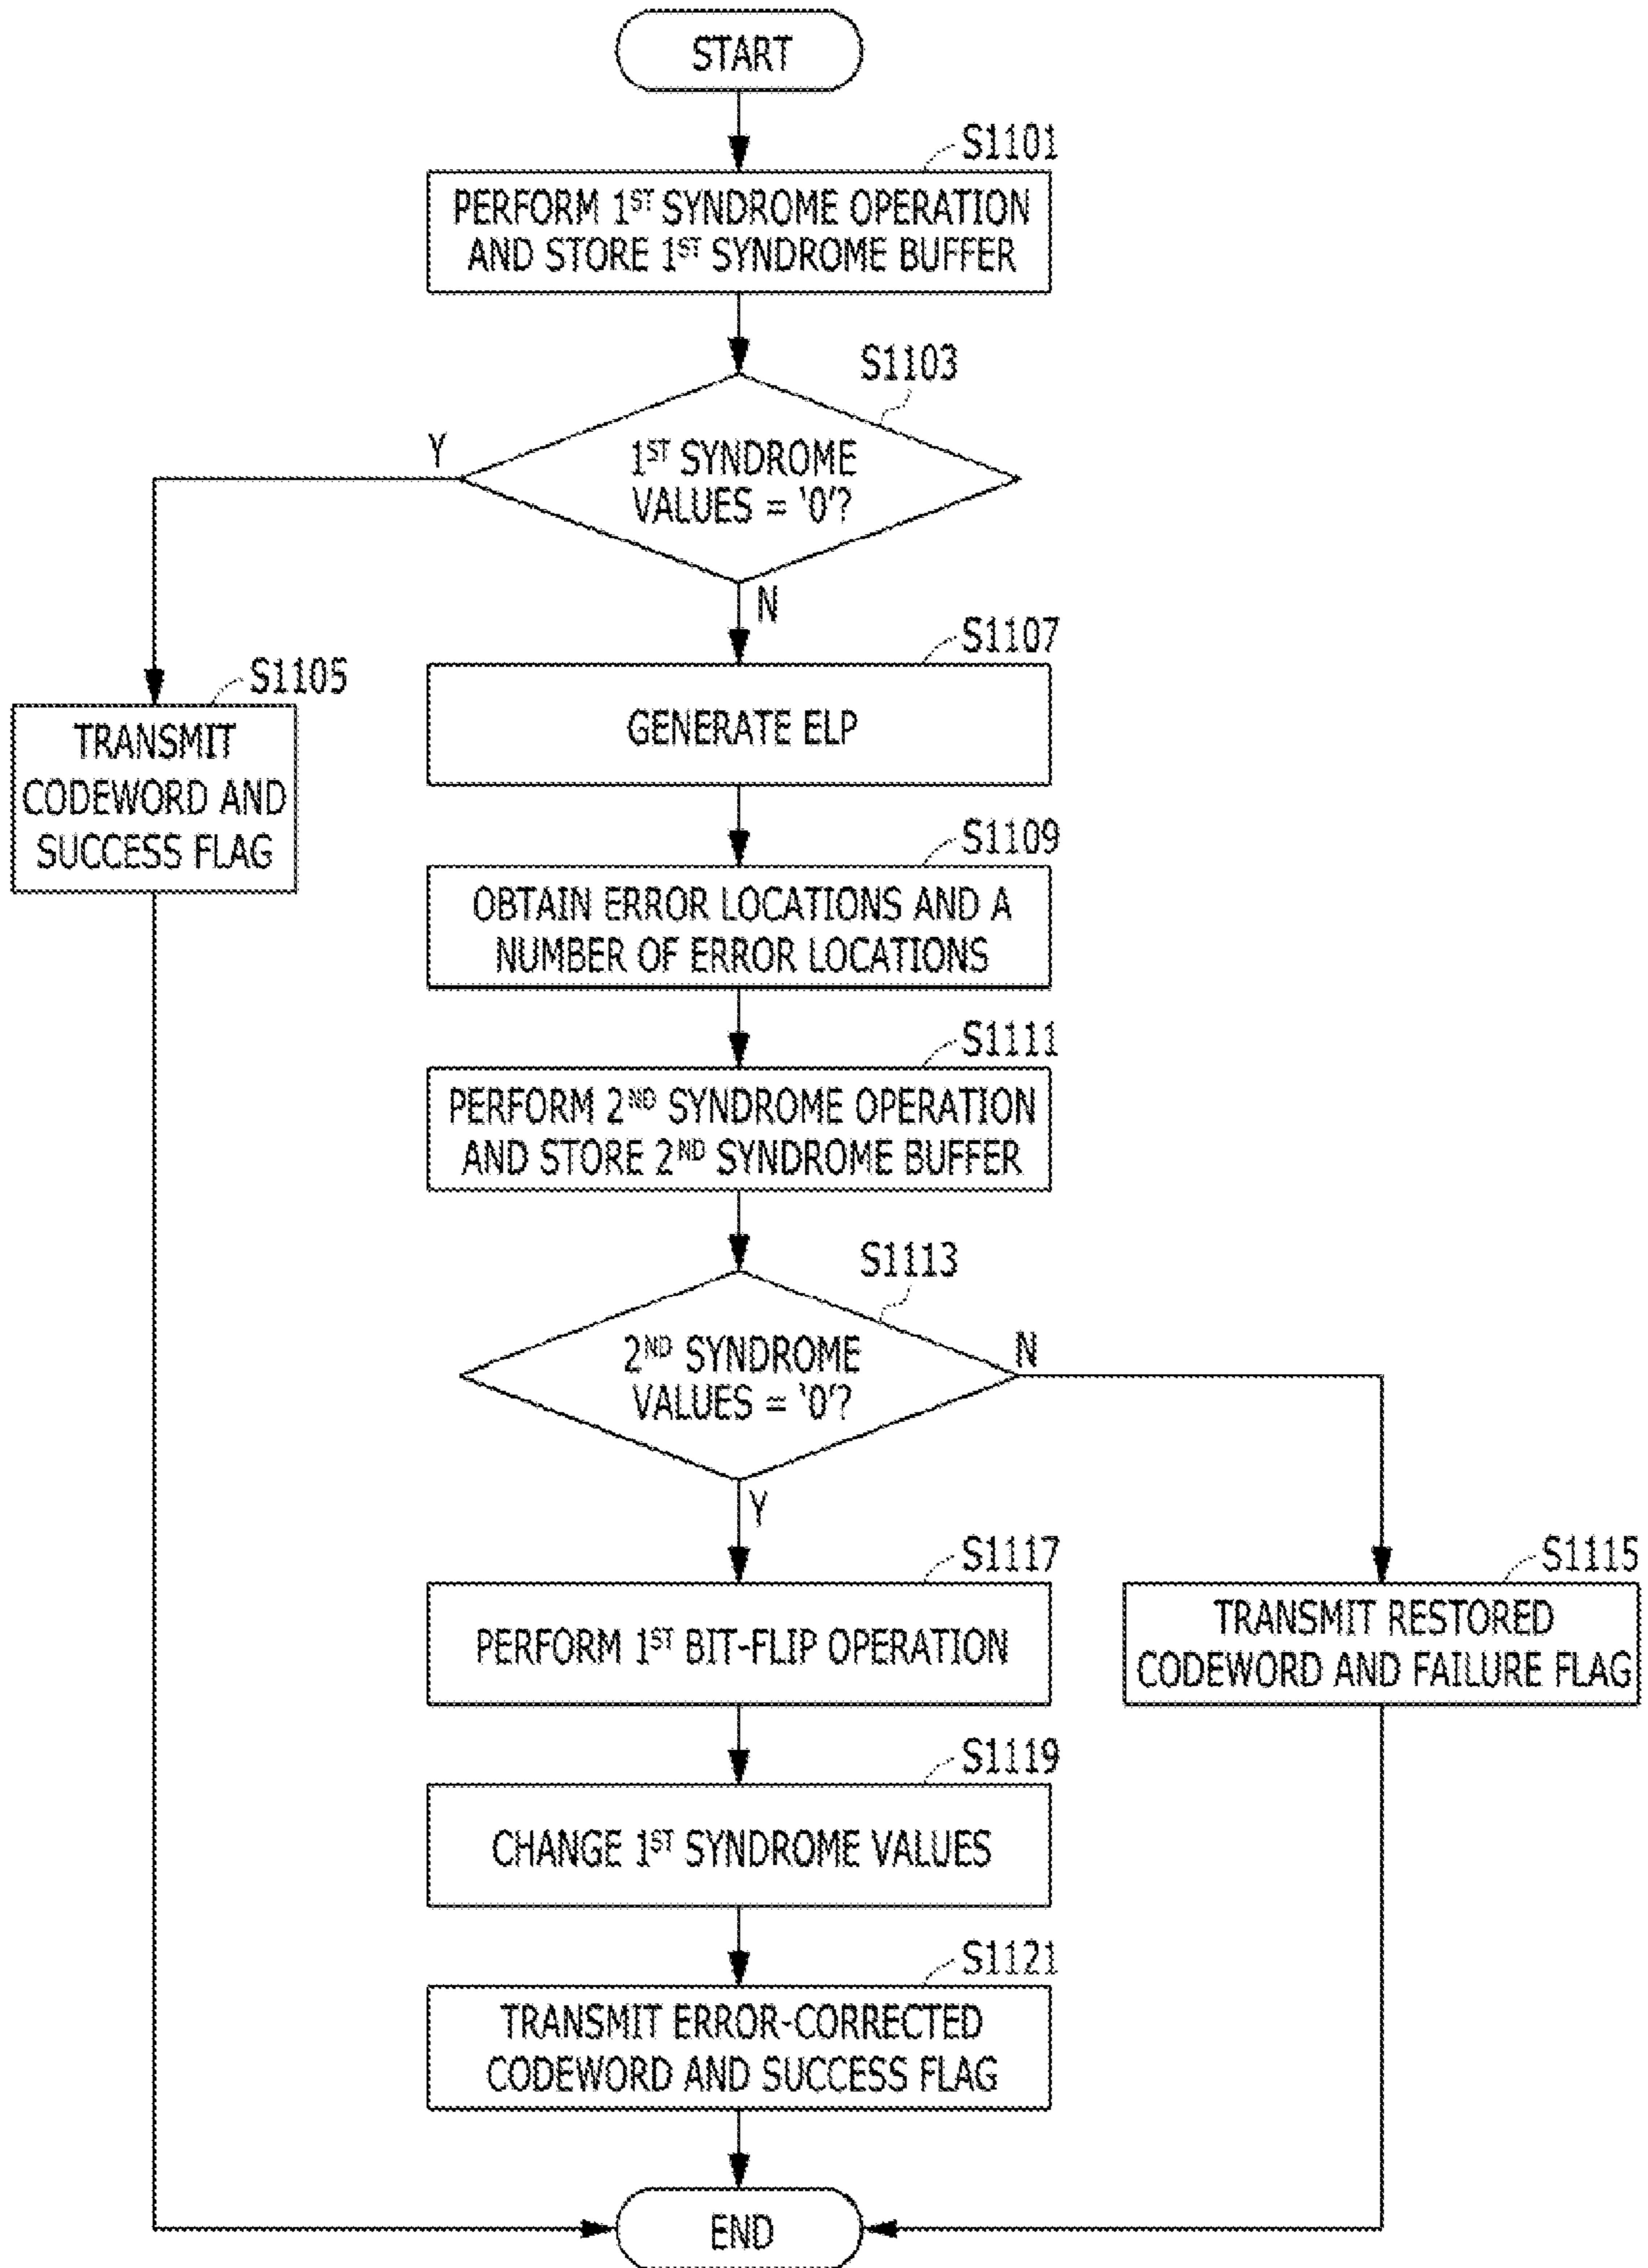 START
S1101
PERFORM 1ST SYNDROME OPERATION
AND STORE 1ST SYNDROME BUFFER
S1103
Y
1ST SYNDROME
VALUES = '0'?
N
S1107
S1105
GENERATE ELP
TRANSMIT
CODEWORD AND
SUCCESS FLAG
S1109
OBTAIN ERROR LOCATIONS AND A
NUMBER OF ERROR LOCATIONS
S1111
PERFORM 2ND SYNDROME OPERATION
AND STORE 2ND SYNDROME BUFFER
S1113
N
2ND SYNDROME
VALUES = '0'?
Y
S1117
S1115
PERFORM 1ST BIT-FLIP OPERATION
TRANSMIT RESTORED
CODEWORD AND FAILURE FLAG
S1119
CHANGE 1ST SYNDROME VALUES
S1121
TRANSMIT ERROR-CORRECTED
CODEWORD AND SUCCESS FLAG
END